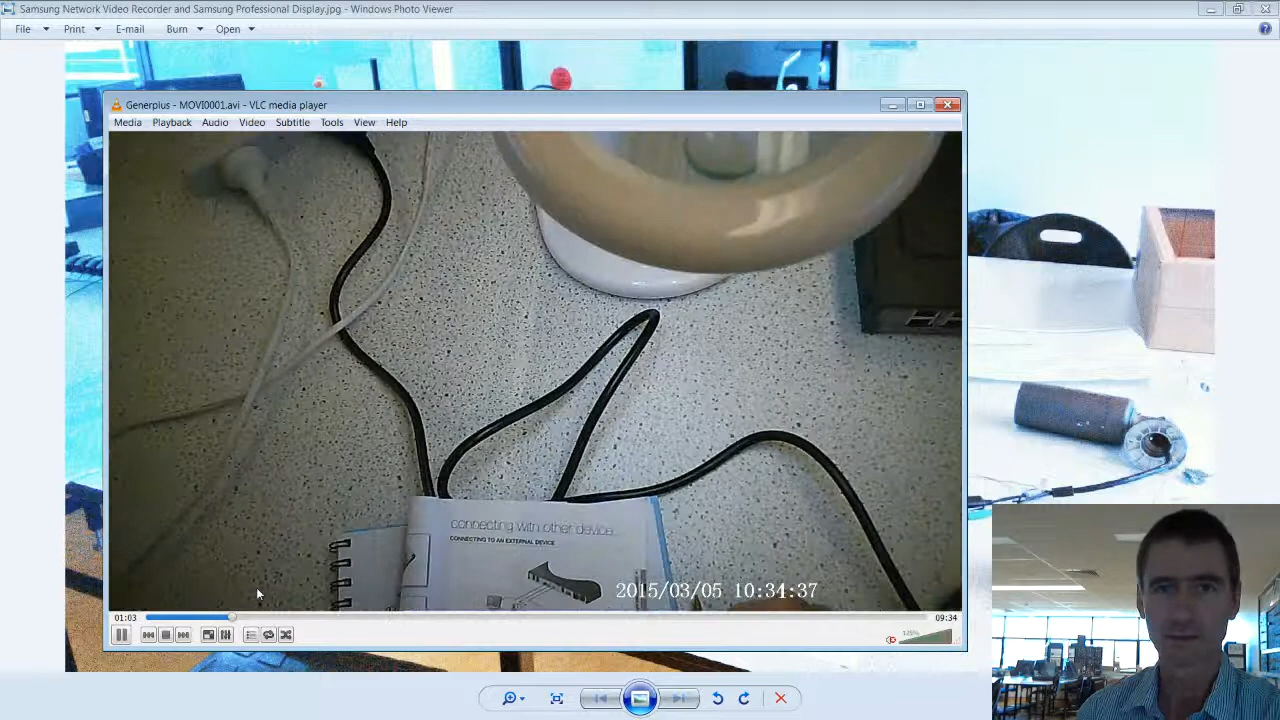 Samsung Network Video Recorder and Samsung Professional Display.jpg - Windows Photo Viewer
File Print E-mail Burn Open
Generplus - MOVI0001.avi - VLC media player
Media Playback Audio Video Subtitle Tools View Help
connecting with other device
CONNECTING TO AN EXTERNAL DEVICE
2015/03/05 10:34:37
01:03 09:34
125%